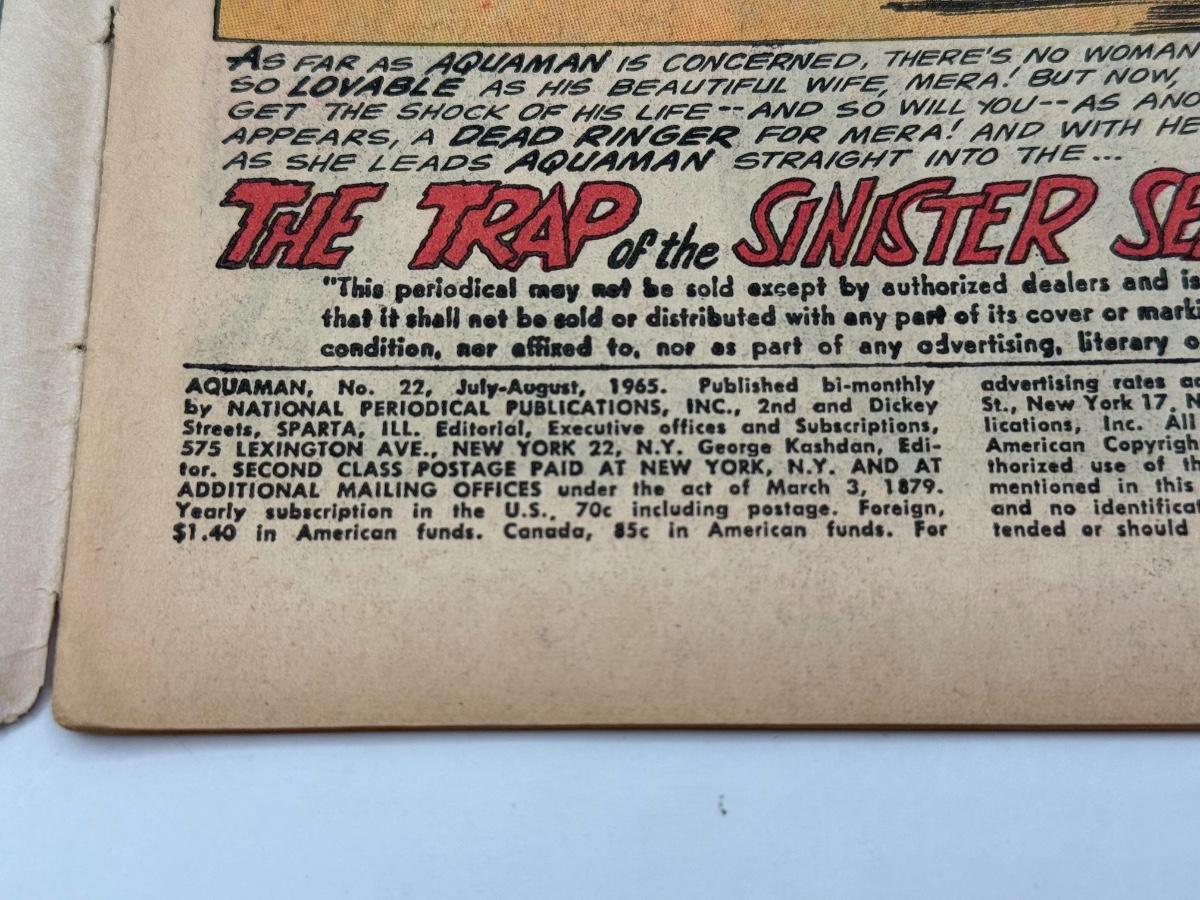 AS FAR AS AQUAMAN IS CONCERNED, THERE'S NO WOMAN
SO LOVABLE AS HIS BEAUTIFUL WIFE, MERA! BUT NOW,
GET THE SHOCK OF HIS LIFE--AND SO WILL YOU--AS
APPEARS, A DEAD RINGER FOR MERA! AND WITH
AS SHE LEADS AQUAMAN STRAIGHT INTO THE...
THE TRAP of the SINISTER
"This periodical may not be sold except by authorized dealers and is
that it shall not be sold or distributed with any part of its cover or
condition, nor affixed to, nor as part of any advertising, literary
AQUAMAN, No. 22, July-August, 1965. Published bi-monthly
by NATIONAL PERIODICAL PUBLICATIONS, INC., 2nd and Dickey
Streets, SPARTA, ILL. Editorial, Executive offices and Subscriptions,
575 LEXINGTON AVE., NEW YORK 22, N.Y. George Kashdan, Edi-
tor. SECOND CLASS POSTAGE PAID AT NEW YORK, N.Y. AND AT
ADDITIONAL MAILING OFFICES under the act of March 3, 1879.
Yearly subscription in the U.S., 70c including postage. Foreign,
$1.40 in American funds. Canada, 85c in American funds. For
advertising rates
St., New York 17,
lications, Inc. All
American
thorized use of
mentioned in this
and no
tended or should